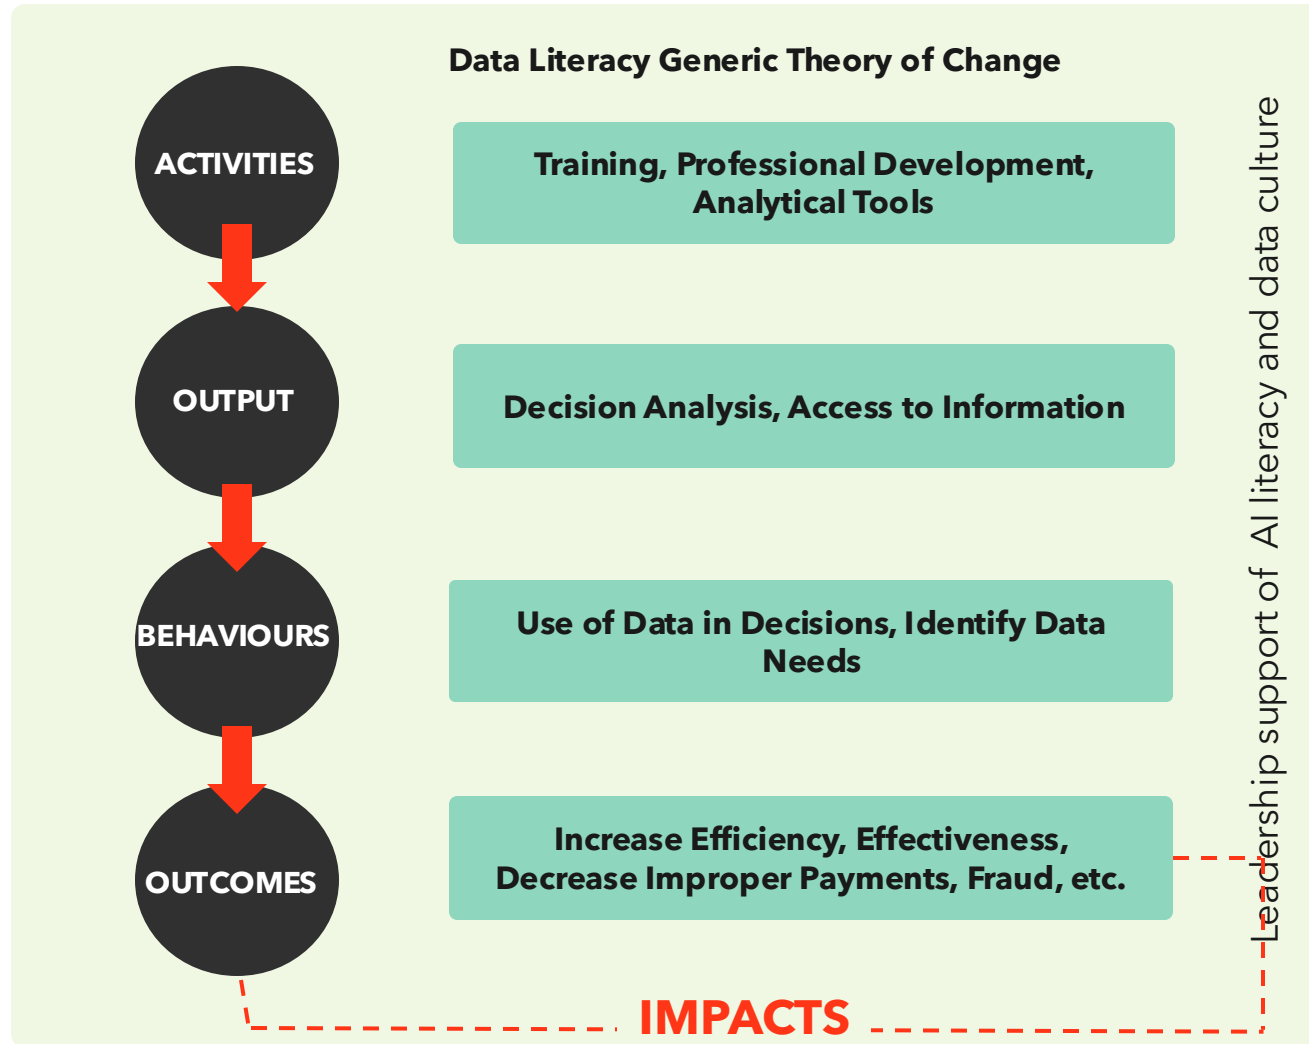 Data Literacy Generic Theory of Change
ACTIVITIES
Training, Professional Development,
Analytical Tools
OUTPUT
Decision Analysis, Access to Information
BEHAVIOURS
Use of Data in Decisions, Identify Data
Needs
OUTCOMES
Increase Efficiency, Effectiveness,
Decrease Improper Payments, Fraud, etc.
IMPACTS
Leadership support of AI literacy and data culture